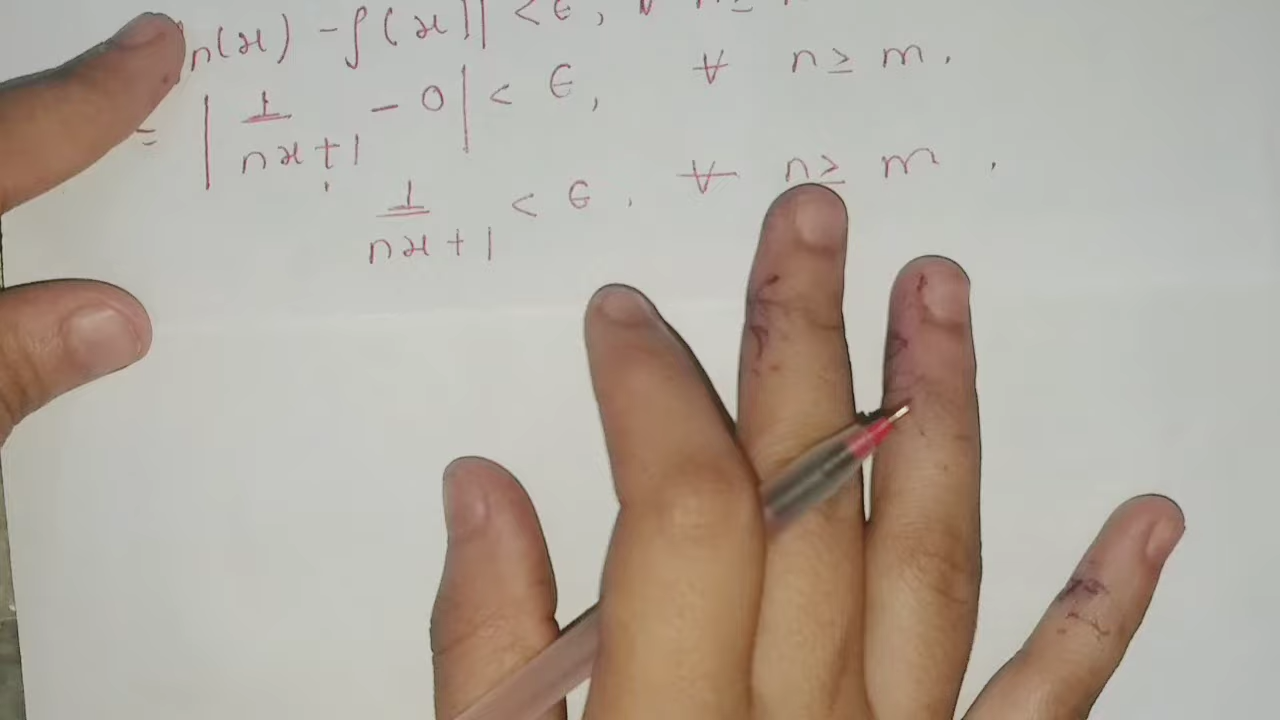 n(x) - f(x)| < ε, ∀ n ≥
= | 1/(nx+1) - 0 | < ε, ∀ n ≥ m.
1/(nx+1) < ε, ∀ n ≥ m.